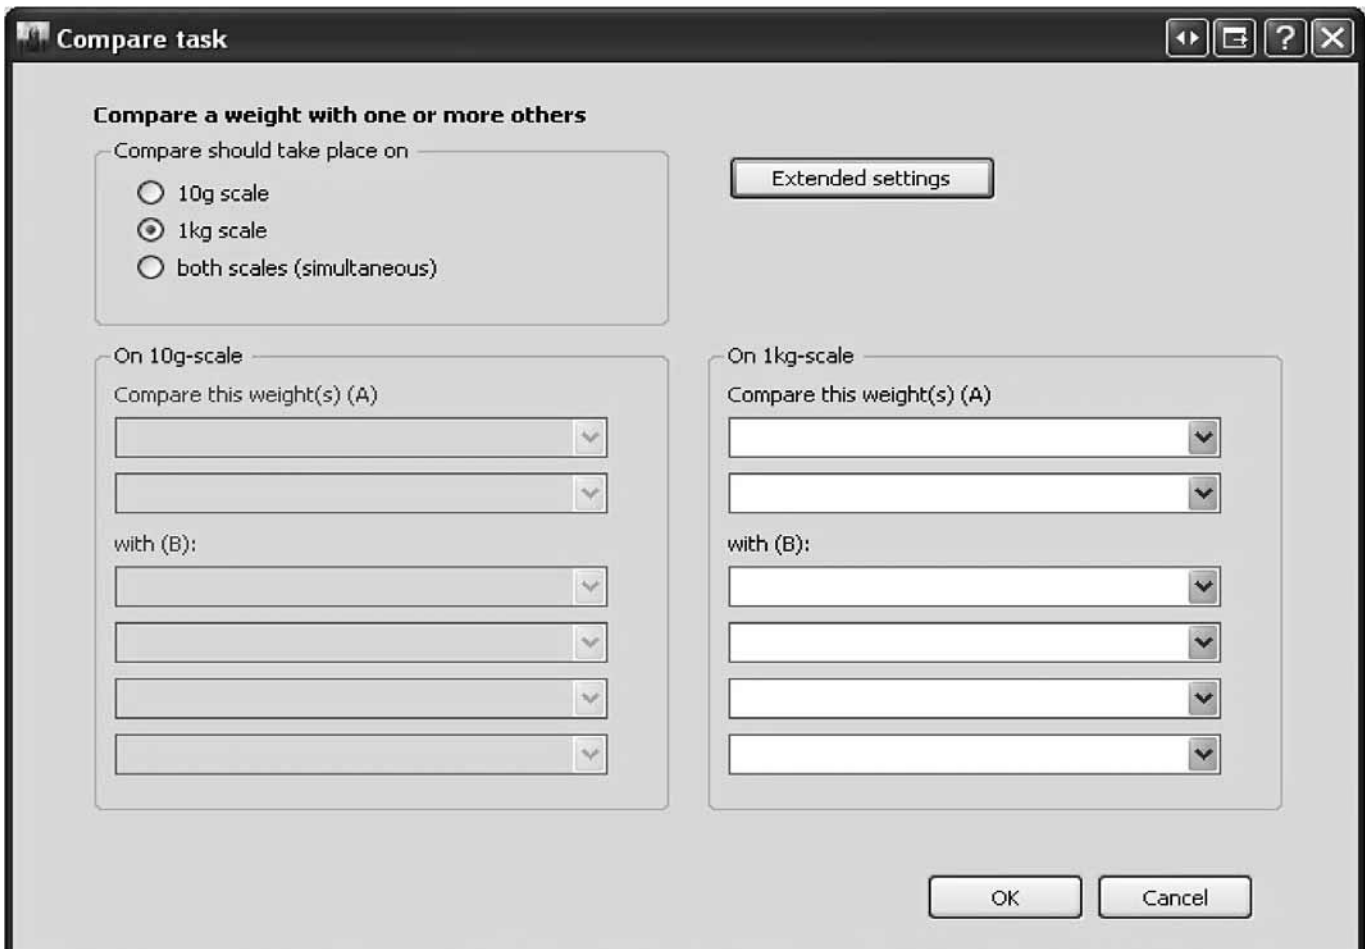 Compare task
Compare a weight with one or more others
Compare should take place on
10g scale
1kg scale
both scales (simultaneous)
Extended settings
On 10g-scale
Compare this weight(s) (A)
with (B):
On 1kg-scale
Compare this weight(s) (A)
with (B):
OK
Cancel